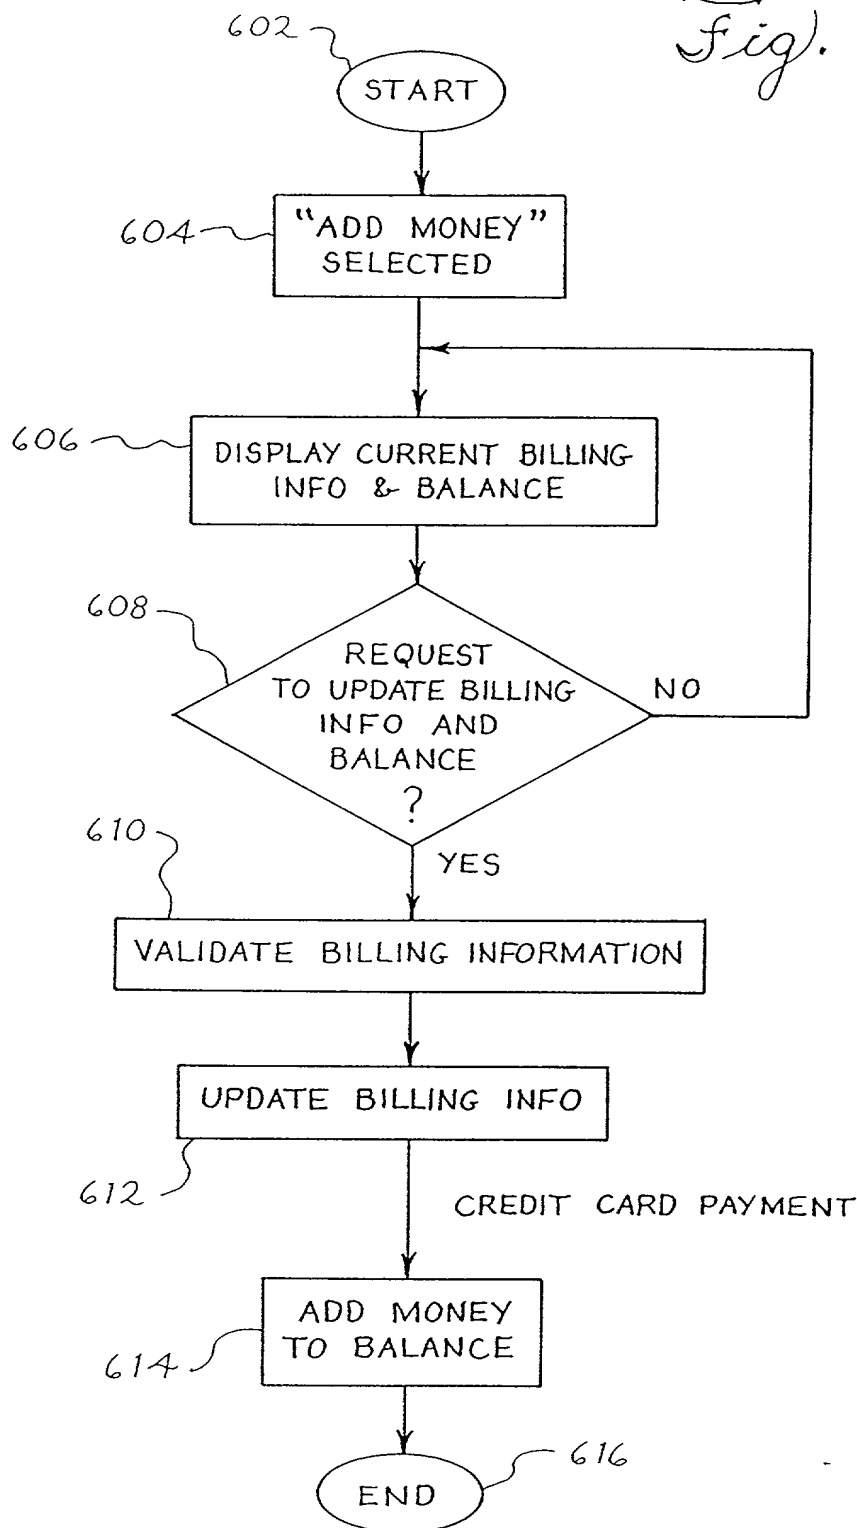 Fig.
602
START
604
"ADD MONEY"
SELECTED
606
DISPLAY CURRENT BILLING
INFO & BALANCE
608
REQUEST
TO UPDATE BILLING
INFO AND
BALANCE
?
NO
610
YES
VALIDATE BILLING INFORMATION
UPDATE BILLING INFO
612
CREDIT CARD PAYMENT
ADD MONEY
TO BALANCE
614
616
END